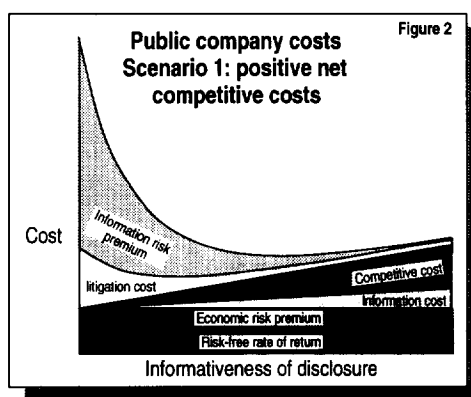 Figure 2
Public company costs
Scenario 1: positive net
competitive costs
Information risk
premium
Cost
litigation cost
Competitive cost
Information cost
Economic risk premium
Risk-free rate of return
Informativeness of disclosure